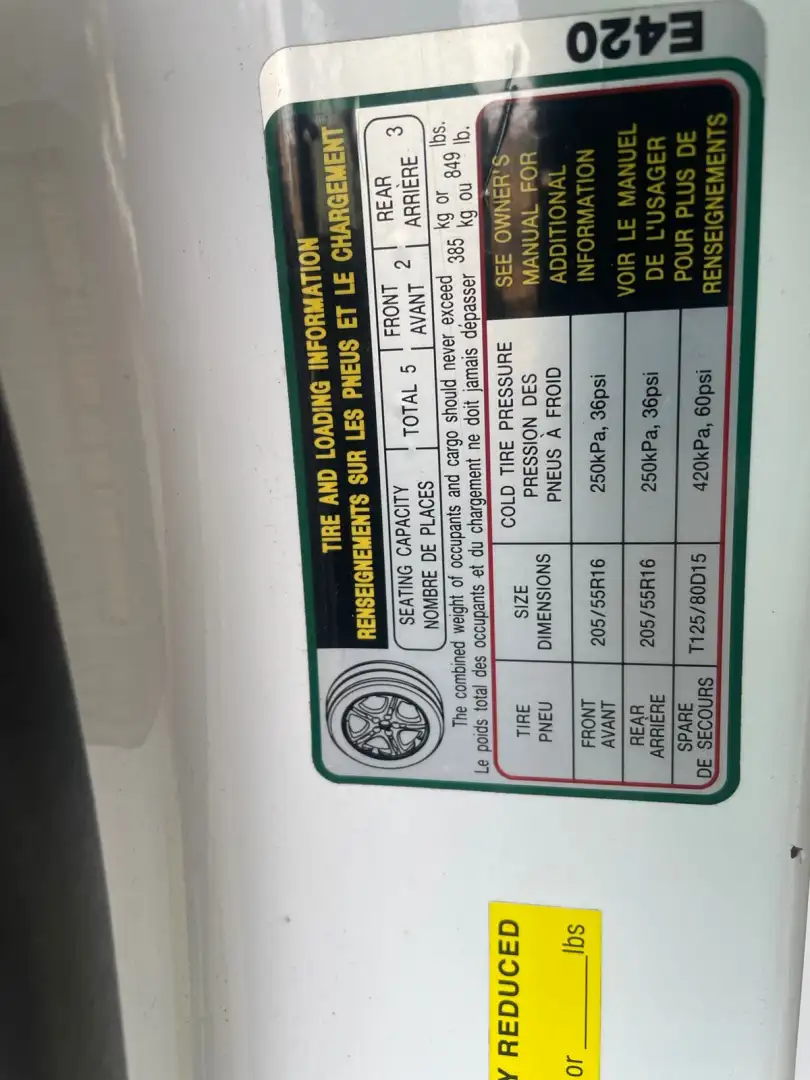 E420
TIRE AND LOADING INFORMATION
RENSEIGNEMENTS SUR LES PNEUS ET LE CHARGEMENT
SEATING CAPACITY TOTAL 5 FRONT 2 REAR 3
NOMBRE DE PLACES AVANT ARRIÈRE
The combined weight of occupants and cargo should never exceed 385 kg or 849 lbs.
Le poids total des occupants et du chargement ne doit jamais dépasser 385 kg ou 849 lb.
TIRE SIZE COLD TIRE PRESSURE
PNEU DIMENSIONS PRESSION DES
PNEUS À FROID
FRONT 205/55R16 250kPa, 36psi
AVANT
REAR 205/55R16 250kPa, 36psi
ARRIÈRE
SPARE T125/80D15 420kPa, 60psi
DE SECOURS
SEE OWNER'S
MANUAL FOR
ADDITIONAL
INFORMATION
VOIR LE MANUEL
DE L'USAGER
POUR PLUS DE
RENSEIGNEMENTS
Y REDUCED
or ______lbs